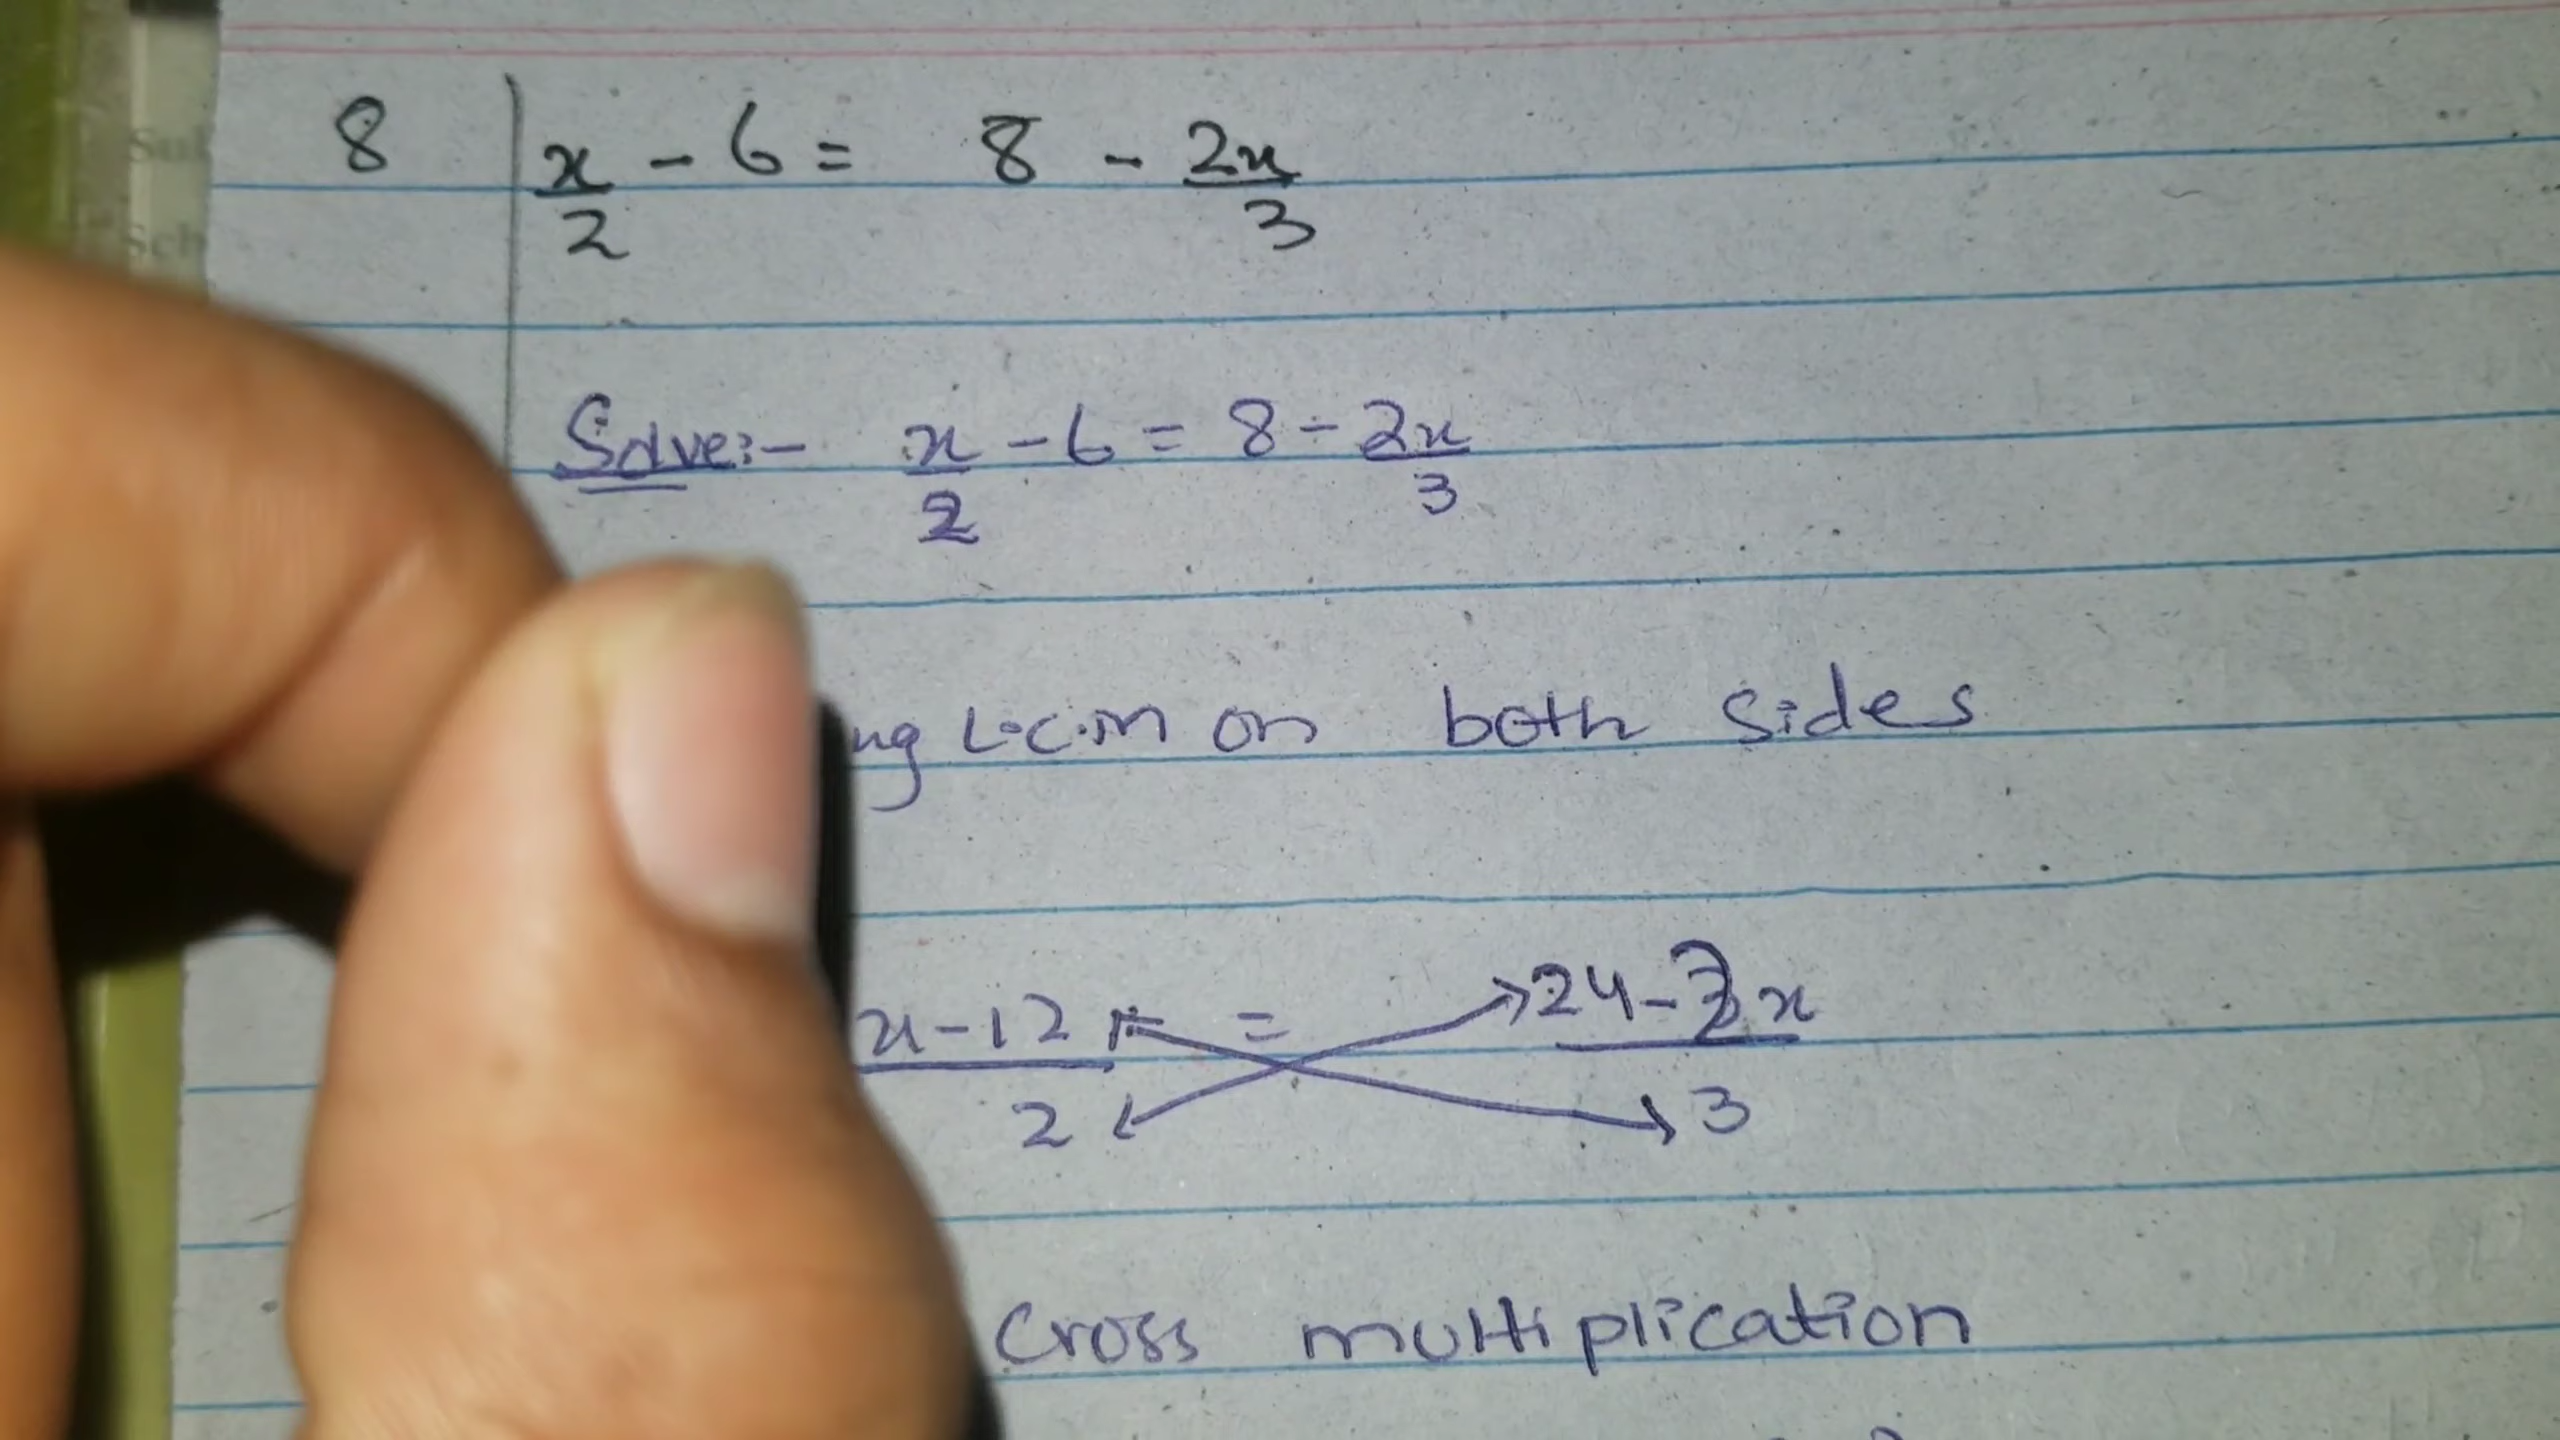 8 x/2 - 6 = 8 - 2x/3
Solve:- x/2 - 6 = 8 - 2x/3
L.C.M on both sides
x-12/2 = 24-2x/3
Cross multiplication